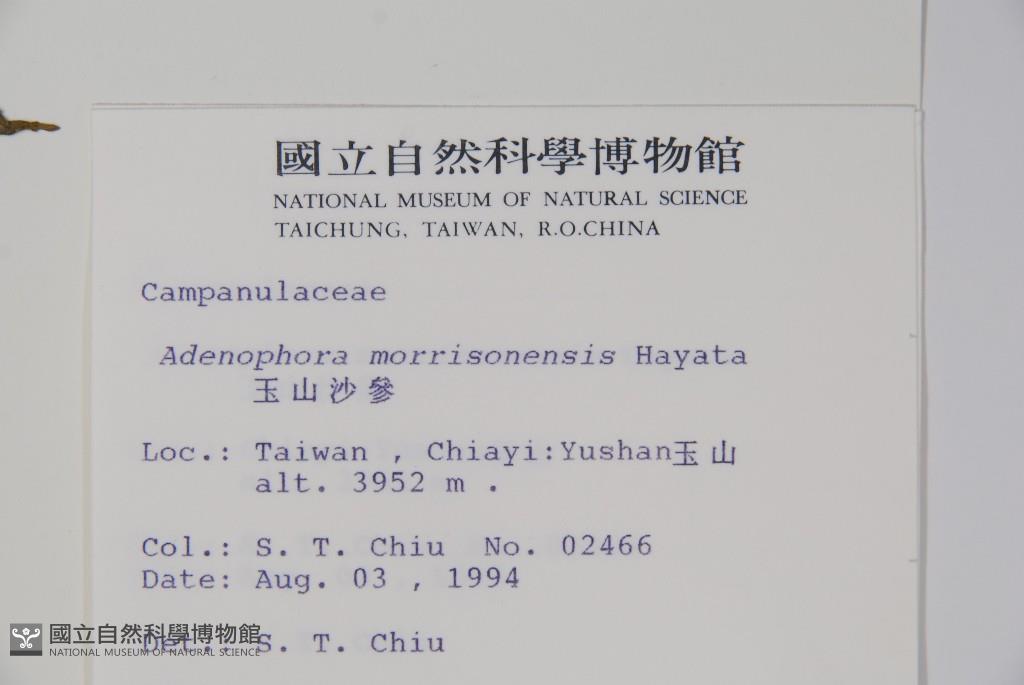 國立自然科學博物館
NATIONAL MUSEUM OF NATURAL SCIENCE
TAICHUNG, TAIWAN, R.O.CHINA
Campanulaceae
Adenophora morrisonensis Hayata
玉山沙參
Loc.: Taiwan , Chiayi:Yushan玉山
alt. 3952 m .
Col.: S. T. Chiu No. 02466
Date: Aug. 03 , 1994
Det.: S. T. Chiu
國立自然科學博物館
NATIONAL MUSEUM OF NATURAL SCIENCE